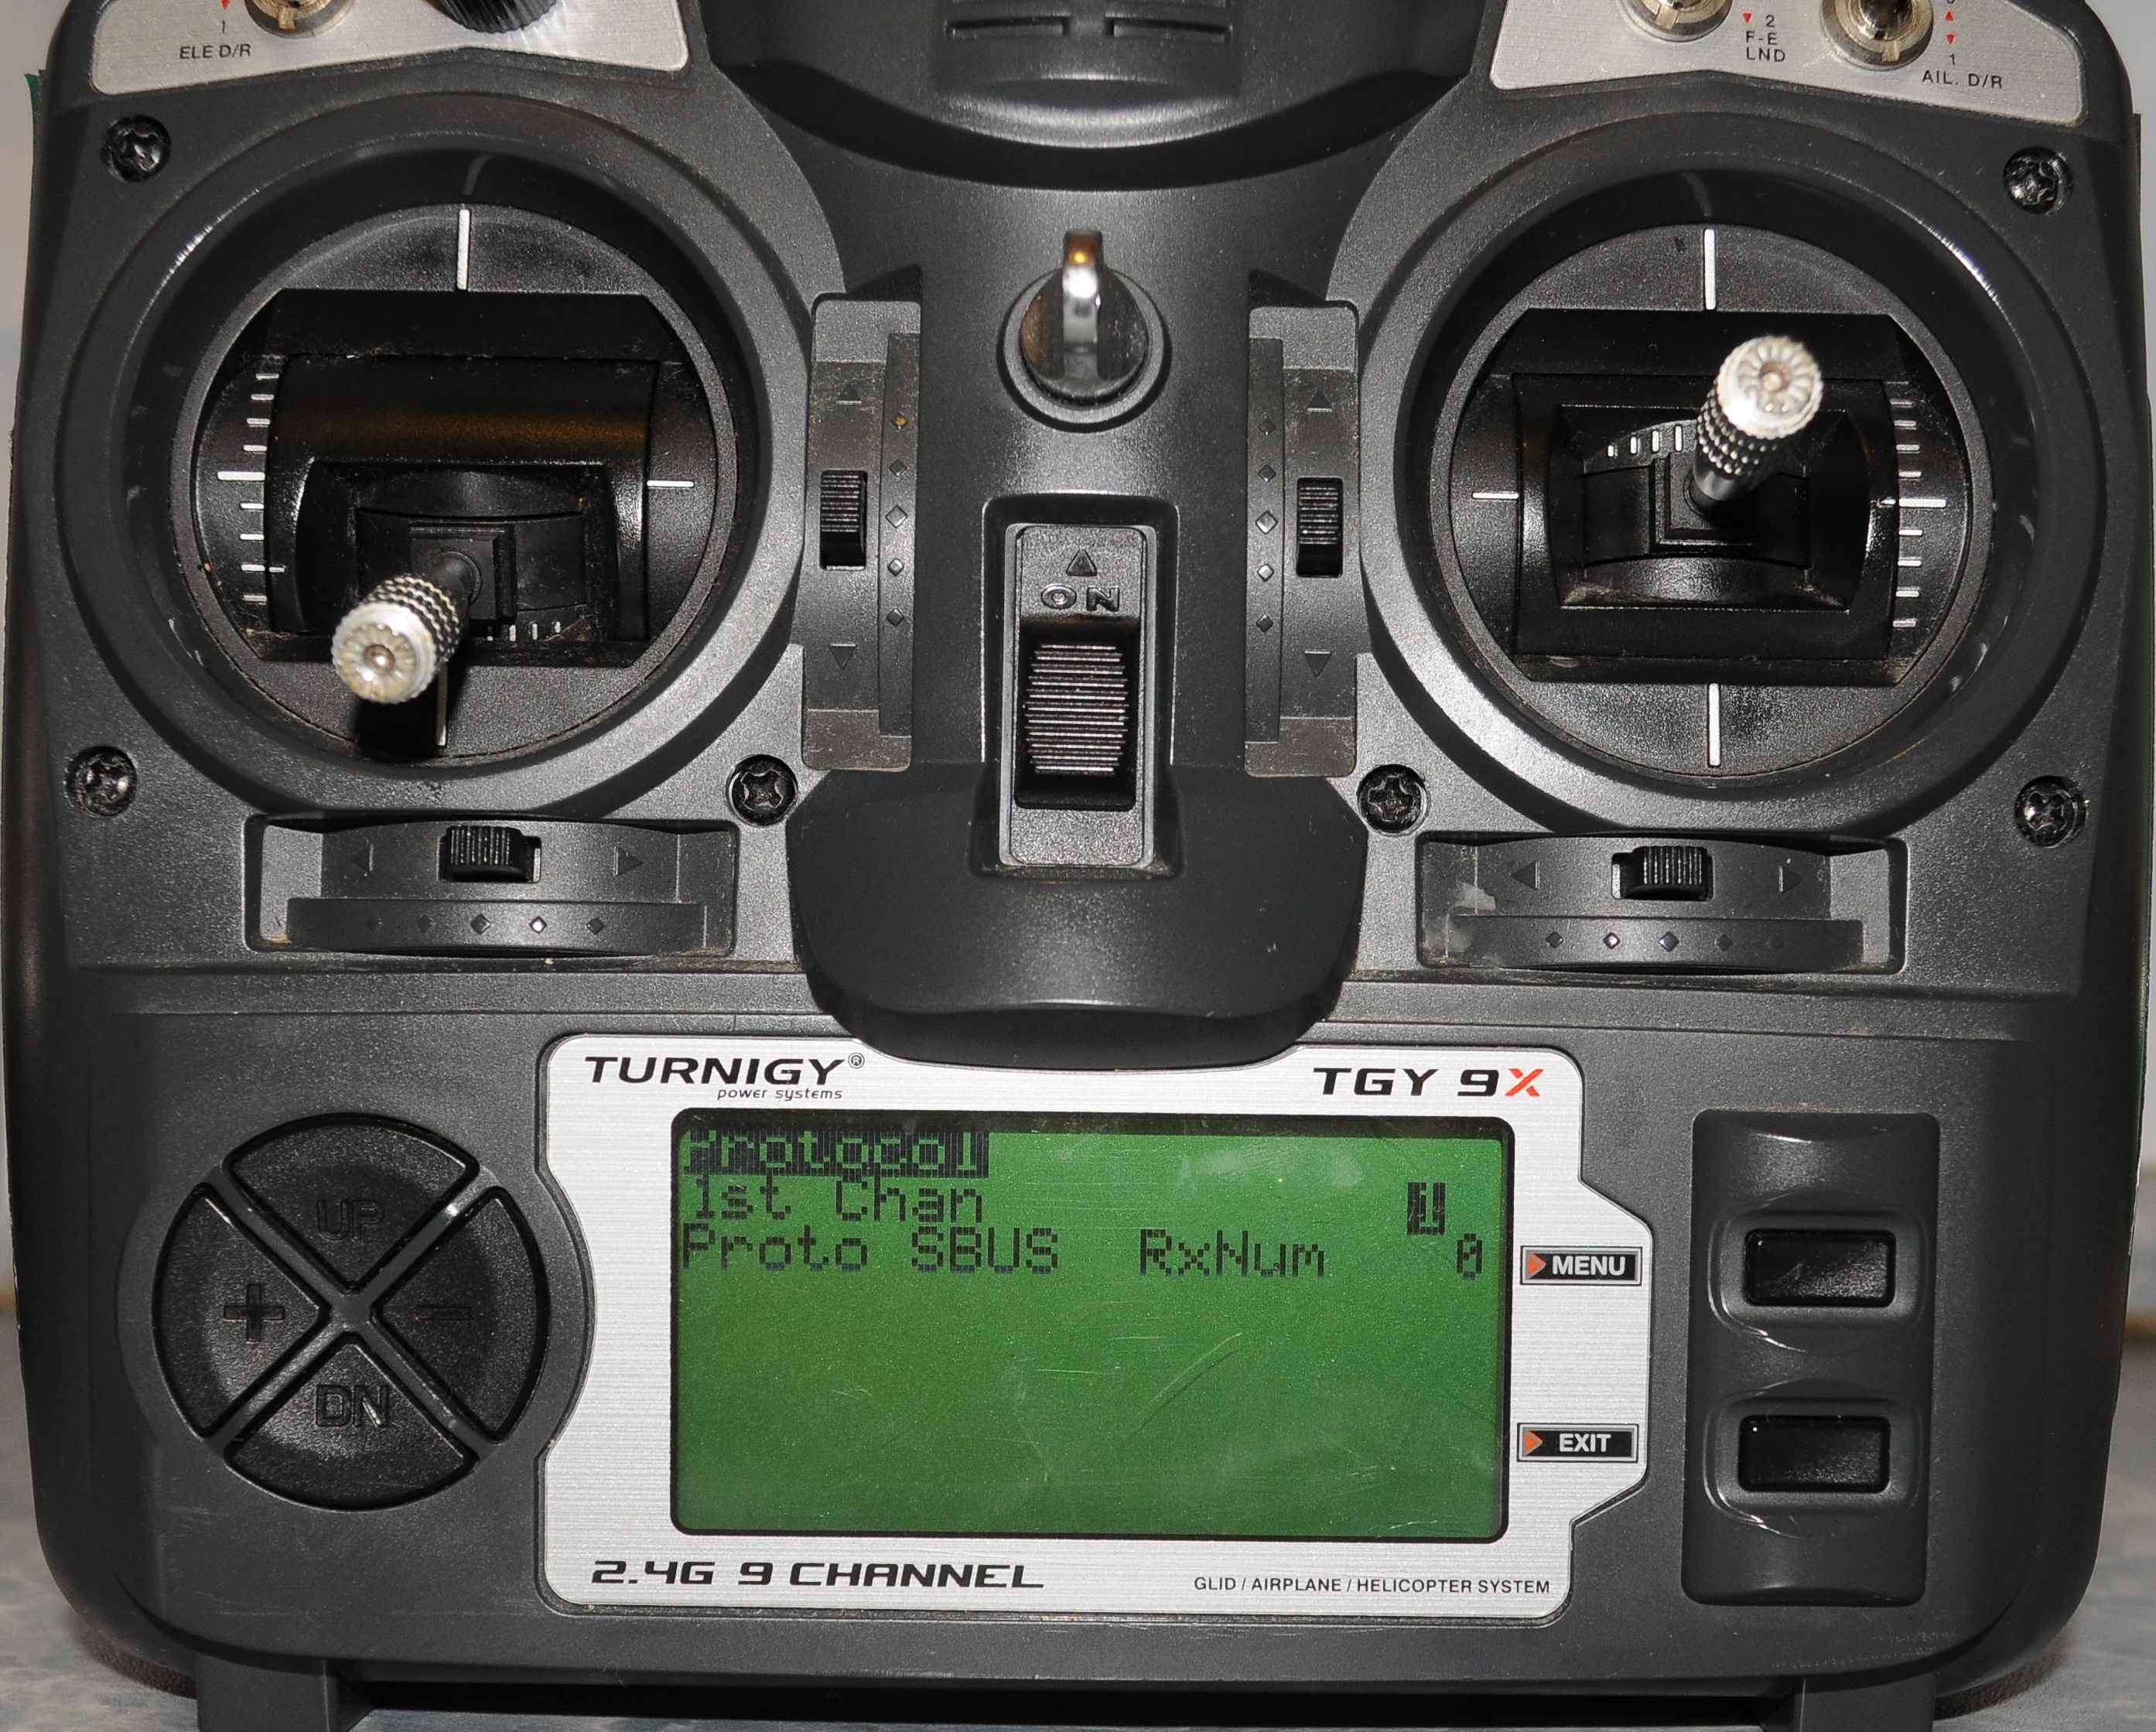 1
ELE D/R
2
F-E
LND
1
AIL. D/R
ON
TURNIGY®
power systems
TGY 9X
Protocol
1st Chan
Proto SBUS RxNum 0
UP
+ -
DN
MENU
EXIT
2.4G 9 CHANNEL
GLID / AIRPLANE / HELICOPTER SYSTEM